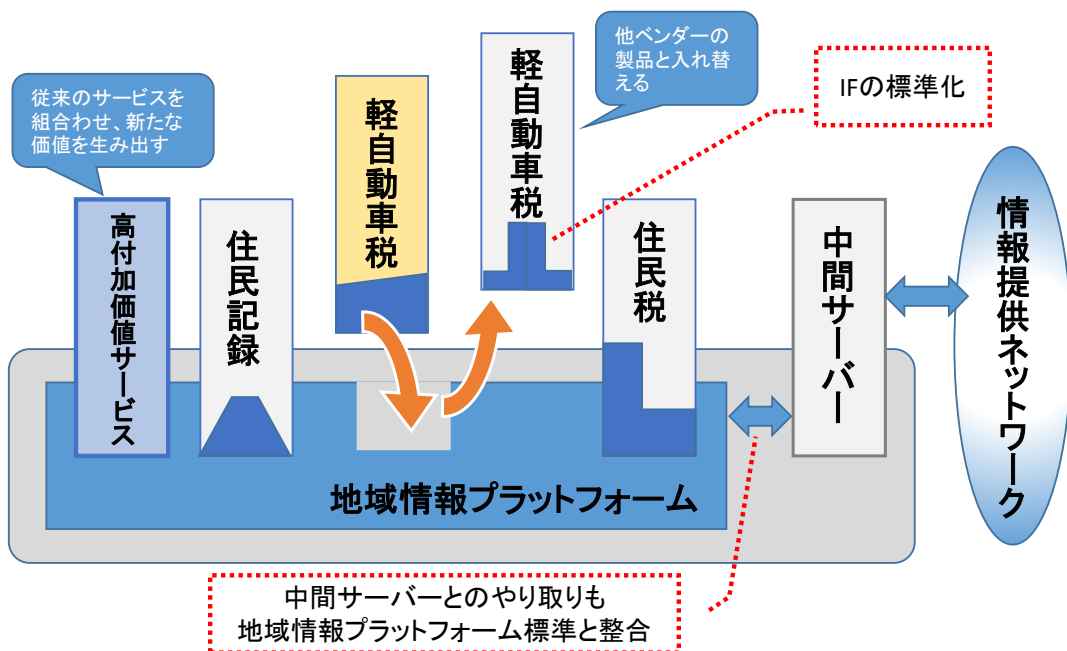 従来のサービスを
組合わせ、新たな
価値を生み出す
他ベンダーの
製品と入れ替
える
IFの標準化
高付加価値サービス
住民記録
軽自動車税
軽自動車税
住民税
中間サーバー
情報提供ネットワーク
地域情報プラットフォーム
中間サーバーとのやり取りも
地域情報プラットフォーム標準と整合